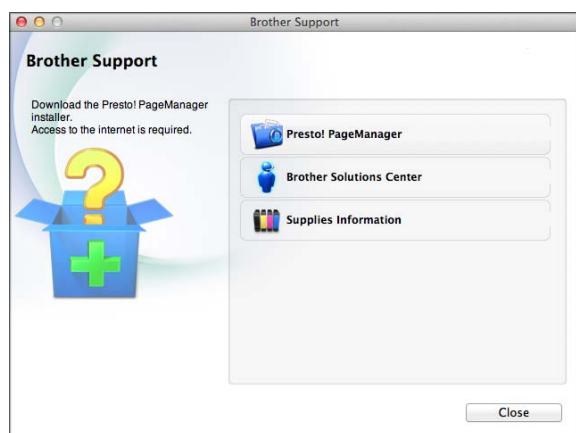 Brother Support
Brother Support
Download the Presto! PageManager
installer.
Access to the internet is required.
Presto! PageManager
Brother Solutions Center
Supplies Information
Close